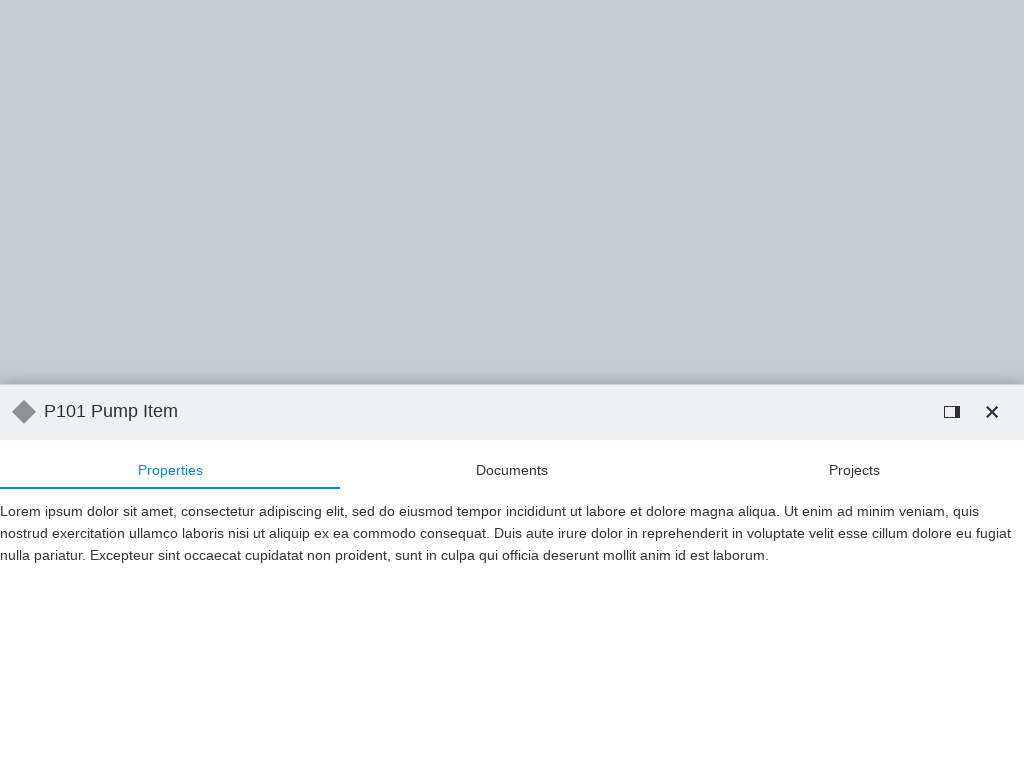 P101 Pump Item
Properties
Documents
Projects
Lorem ipsum dolor sit amet, consectetur adipiscing elit, sed do eiusmod tempor incididunt ut labore et dolore magna aliqua. Ut enim ad minim veniam, quis
nostrud exercitation ullamco laboris nisi ut aliquip ex ea commodo consequat. Duis aute irure dolor in reprehenderit in voluptate velit esse cillum dolore eu fugiat
nulla pariatur. Excepteur sint occaecat cupidatat non proident, sunt in culpa qui officia deserunt mollit anim id est laborum.